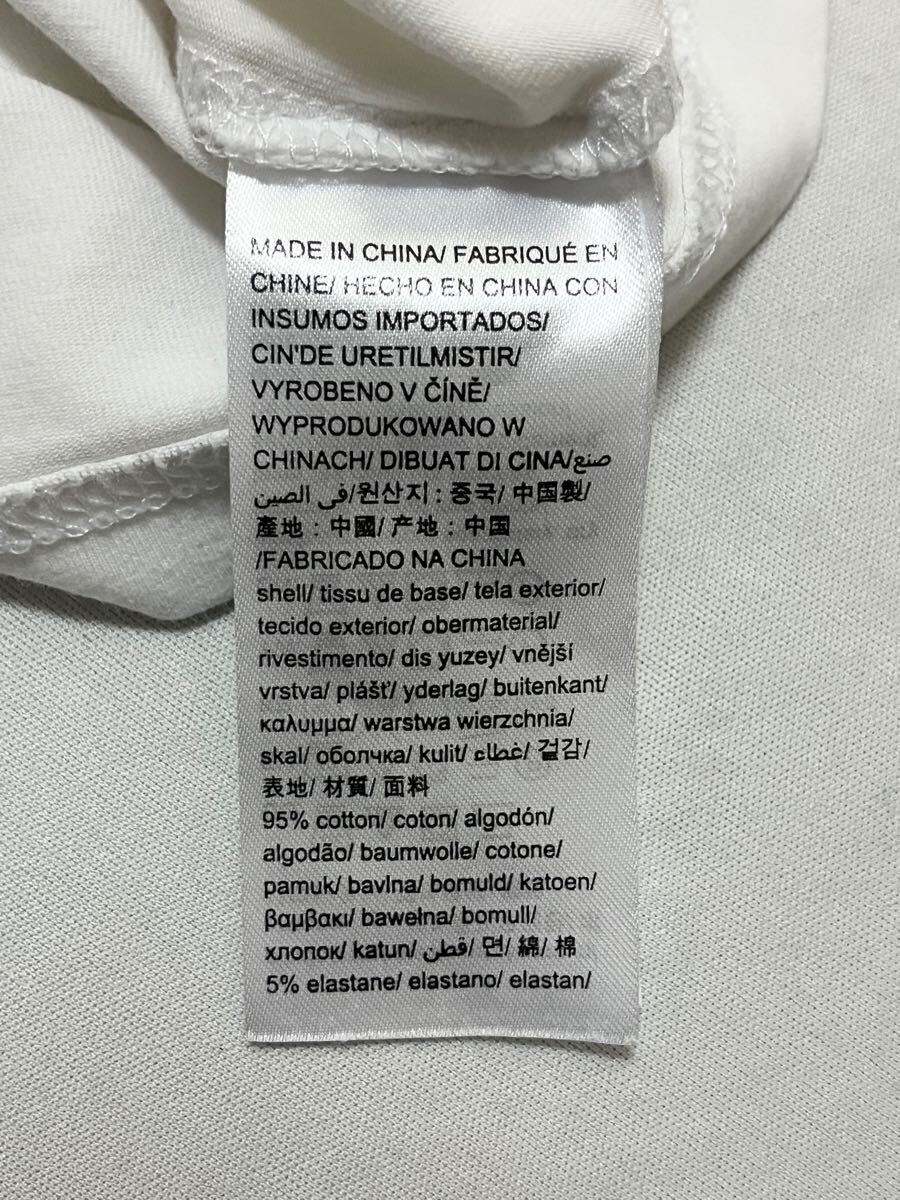 MADE IN CHINA/ FABRIQUÉ EN
CHINE/ HECHO EN CHINA CON
INSUMOS IMPORTADOS/
CIN'DE URETILMISTIR/
VYROBENO V ČÍNĚ/
WYPRODUKOWANO W
CHINACH/ DIBUAT DI CINA/صنع
في الصين/원산지 : 중국/ 中国製/
產地 : 中國/ 产地 : 中国
/FABRICADO NA CHINA
shell/ tissu de base/ tela exterior/
tecido exterior/ obermaterial/
rivestimento/ dis yuzey/ vnější
vrstva/ plášť/ yderlag/ buitenkant/
καλυμμα/ warstwa wierzchnia/
skal/ оболчка/ kulit/ غطاء/ 겉감/
表地/ 材質/ 面料
95% cotton/ coton/ algodón/
algodão/ baumwolle/ cotone/
pamuk/ bavlna/ bomuld/ katoen/
βαμβακι/ bawełna/ bomull/
хлопок/ katun/ قطن/ 면/ 綿/ 棉
5% elastane/ elastano/ elastan/